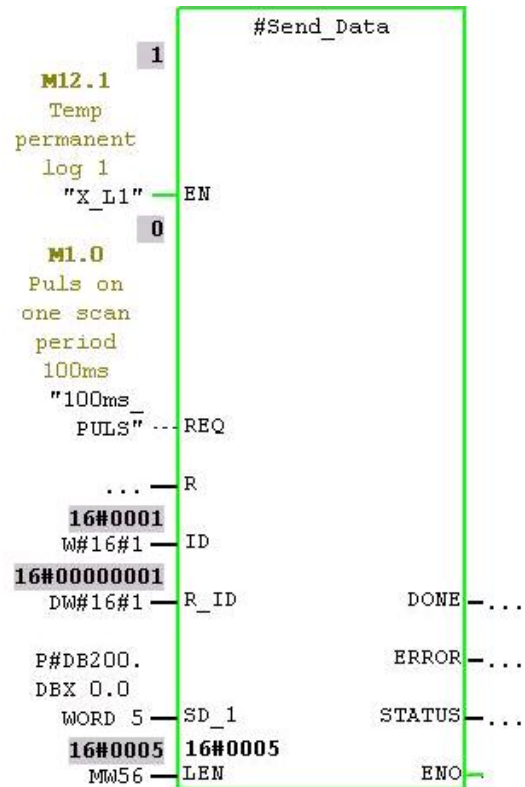 #Send_Data
1
M12.1
Temp
permanent
log 1
"X_L1" EN
0
M1.0
Puls on
one scan
period
100ms
"100ms_
PULS" REQ
... R
16#0001
W#16#1 ID
16#00000001
DW#16#1 R_ID DONE ...
P#DB200. ERROR ...
DBX 0.0
WORD 5 SD_1 STATUS ...
16#0005 16#0005
MW56 LEN ENO